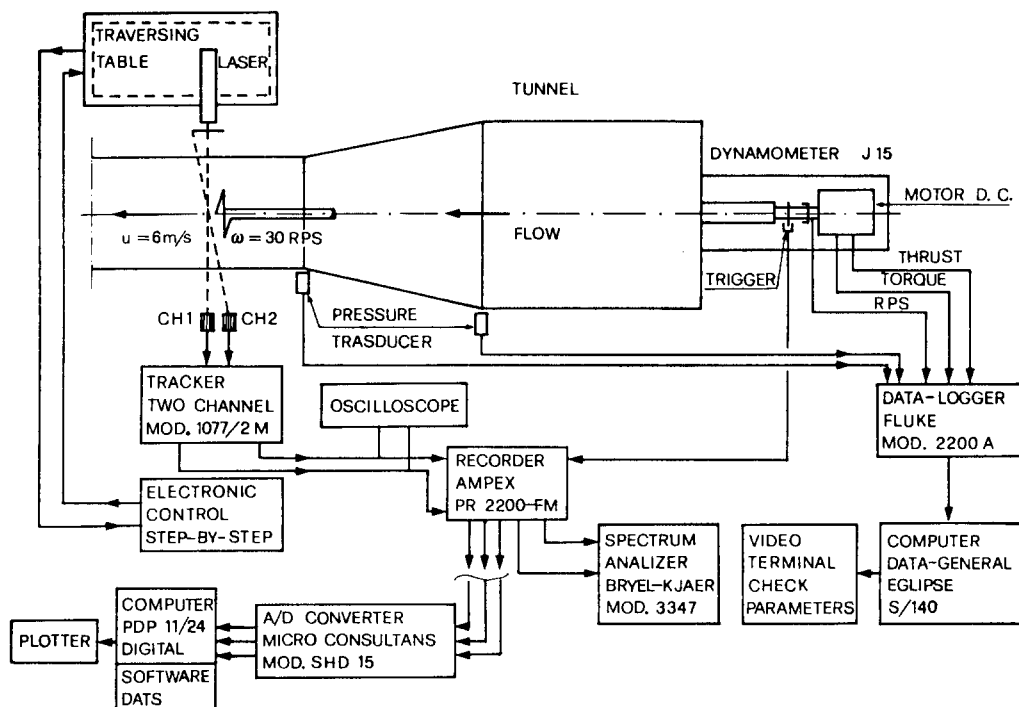 TRAVERSING
TABLE
LASER
TUNNEL
DYNAMOMETER J 15
MOTOR D. C.
u = 6m/s
ω = 30 RPS
FLOW
TRIGGER
THRUST
TORQUE
RPS
CH1
CH2
PRESSURE
TRASDUCER
TRACKER
TWO CHANNEL
MOD. 1077/2 M
OSCILLOSCOPE
DATA-LOGGER
FLUKE
MOD. 2200 A
RECORDER
AMPEX
PR 2200-FM
ELECTRONIC
CONTROL
STEP-BY-STEP
SPECTRUM
ANALIZER
BRYEL-KJAER
MOD. 3347
VIDEO
TERMINAL
CHECK
PARAMETERS
COMPUTER
DATA-GENERAL
EGLIPSE
S/140
PLOTTER
COMPUTER
PDP 11/24
DIGITAL
SOFTWARE
DATS
A/D CONVERTER
MICRO CONSULTANS
MOD. SHD 15